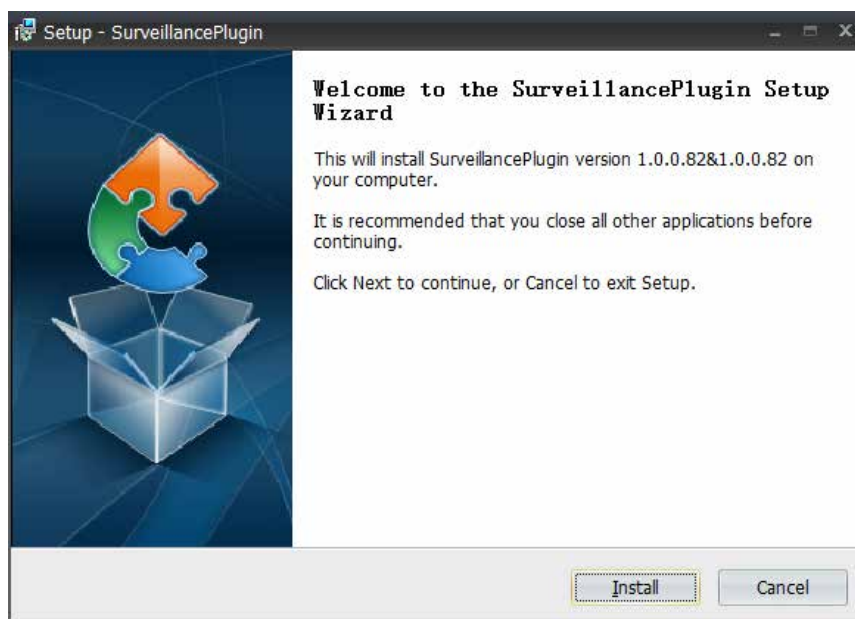 Setup - SurveillancePlugin
Welcome to the SurveillancePlugin Setup
Wizard
This will install SurveillancePlugin version 1.0.0.82&1.0.0.82 on
your computer.
It is recommended that you close all other applications before
continuing.
Click Next to continue, or Cancel to exit Setup.
Install
Cancel